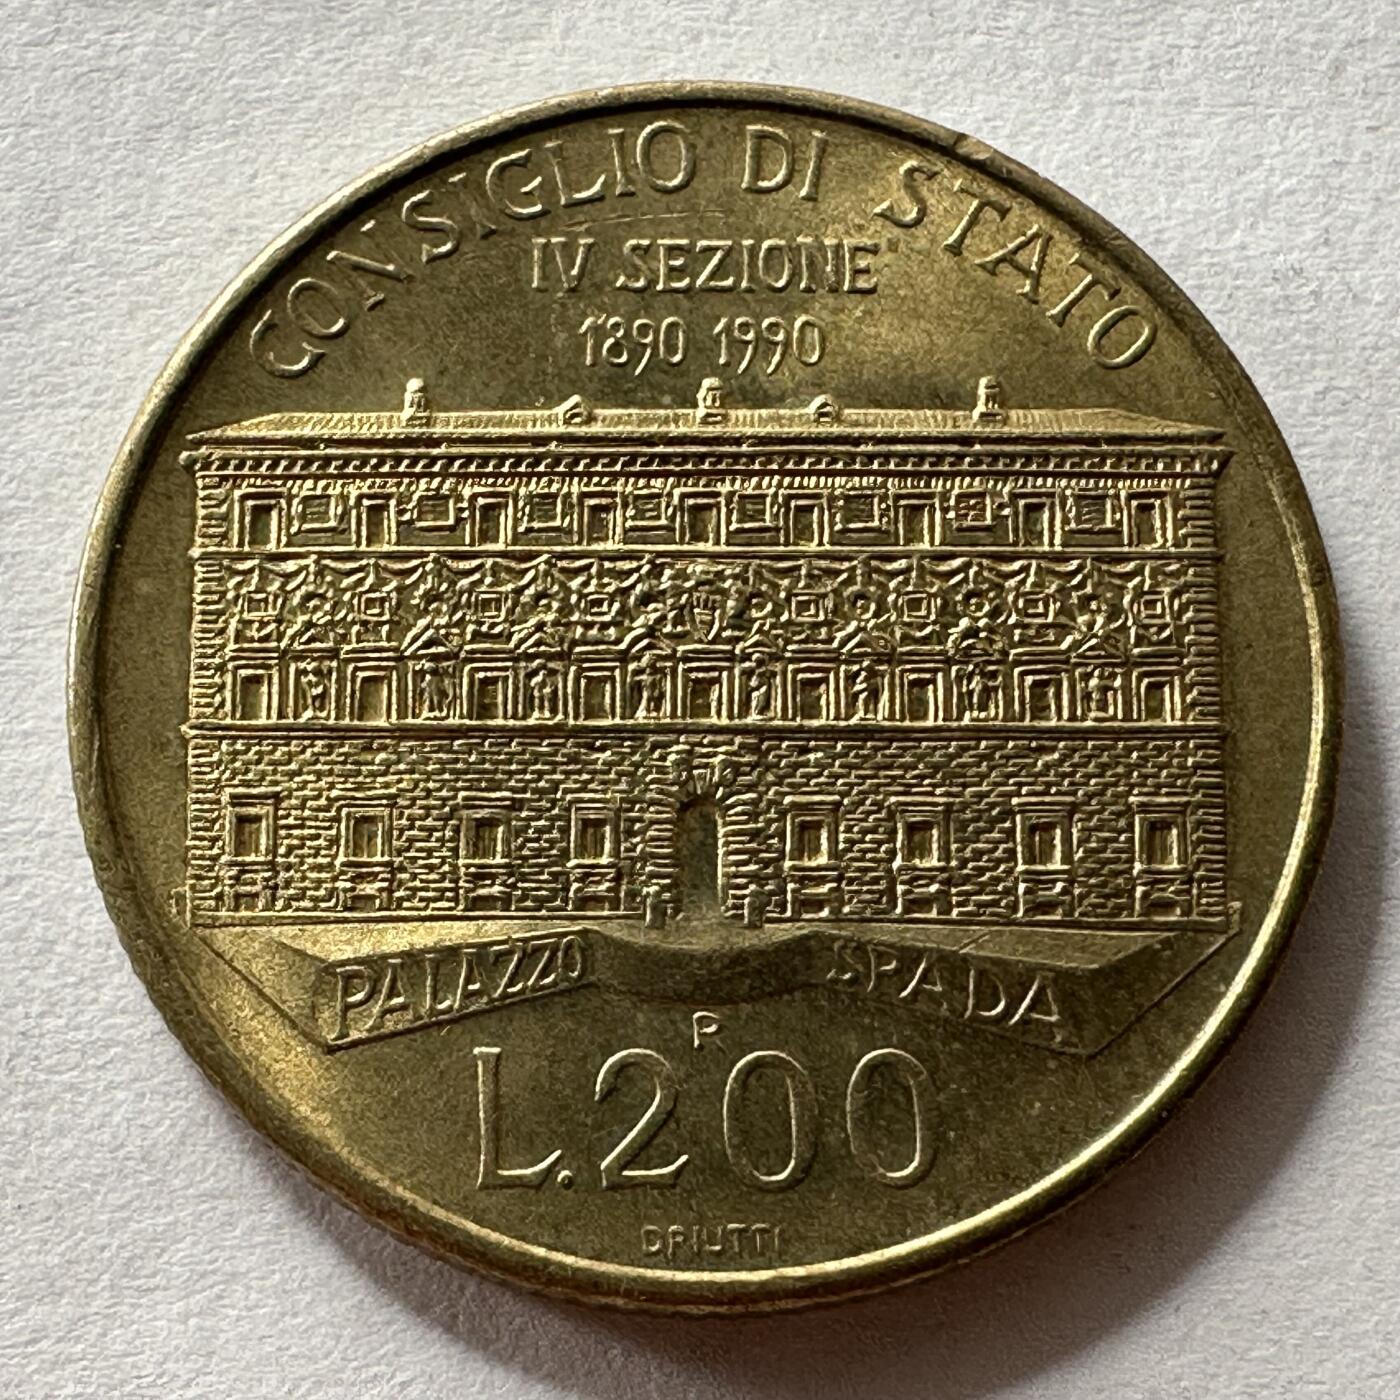 CONSIGLIO DI STATO
IV SEZIONE
1890 1990
PALAZZO SPADA
R
L.200
DRIUTTI